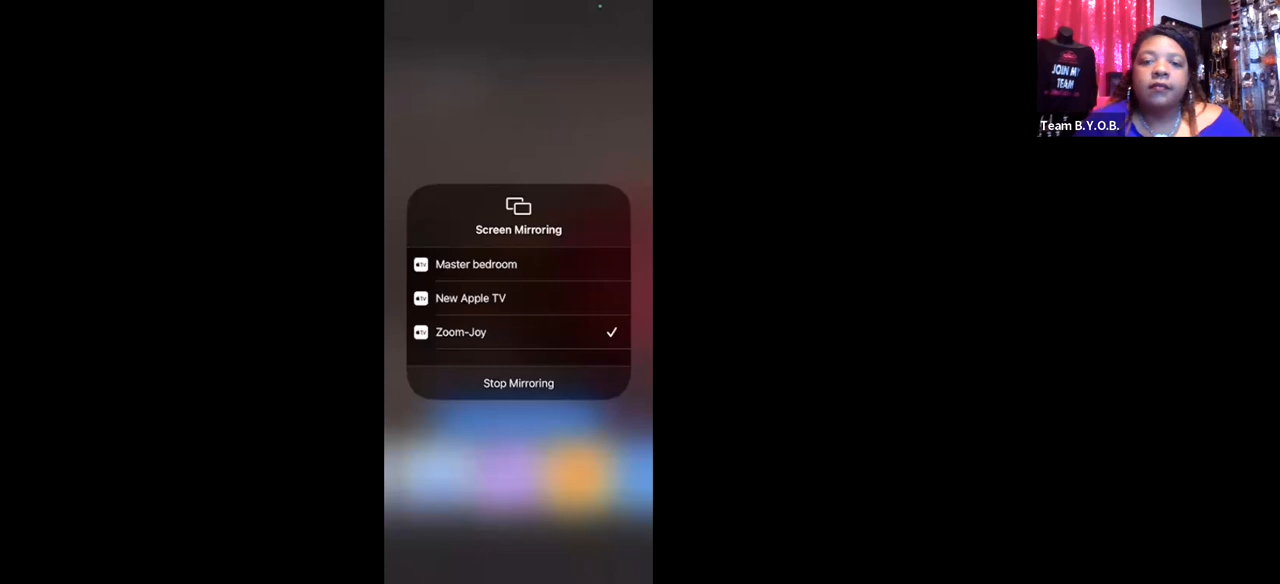 Screen Mirroring
Master bedroom
New Apple TV
Zoom-Joy
Stop Mirroring
JOIN MY
TEAM
Team B.Y.O.B.